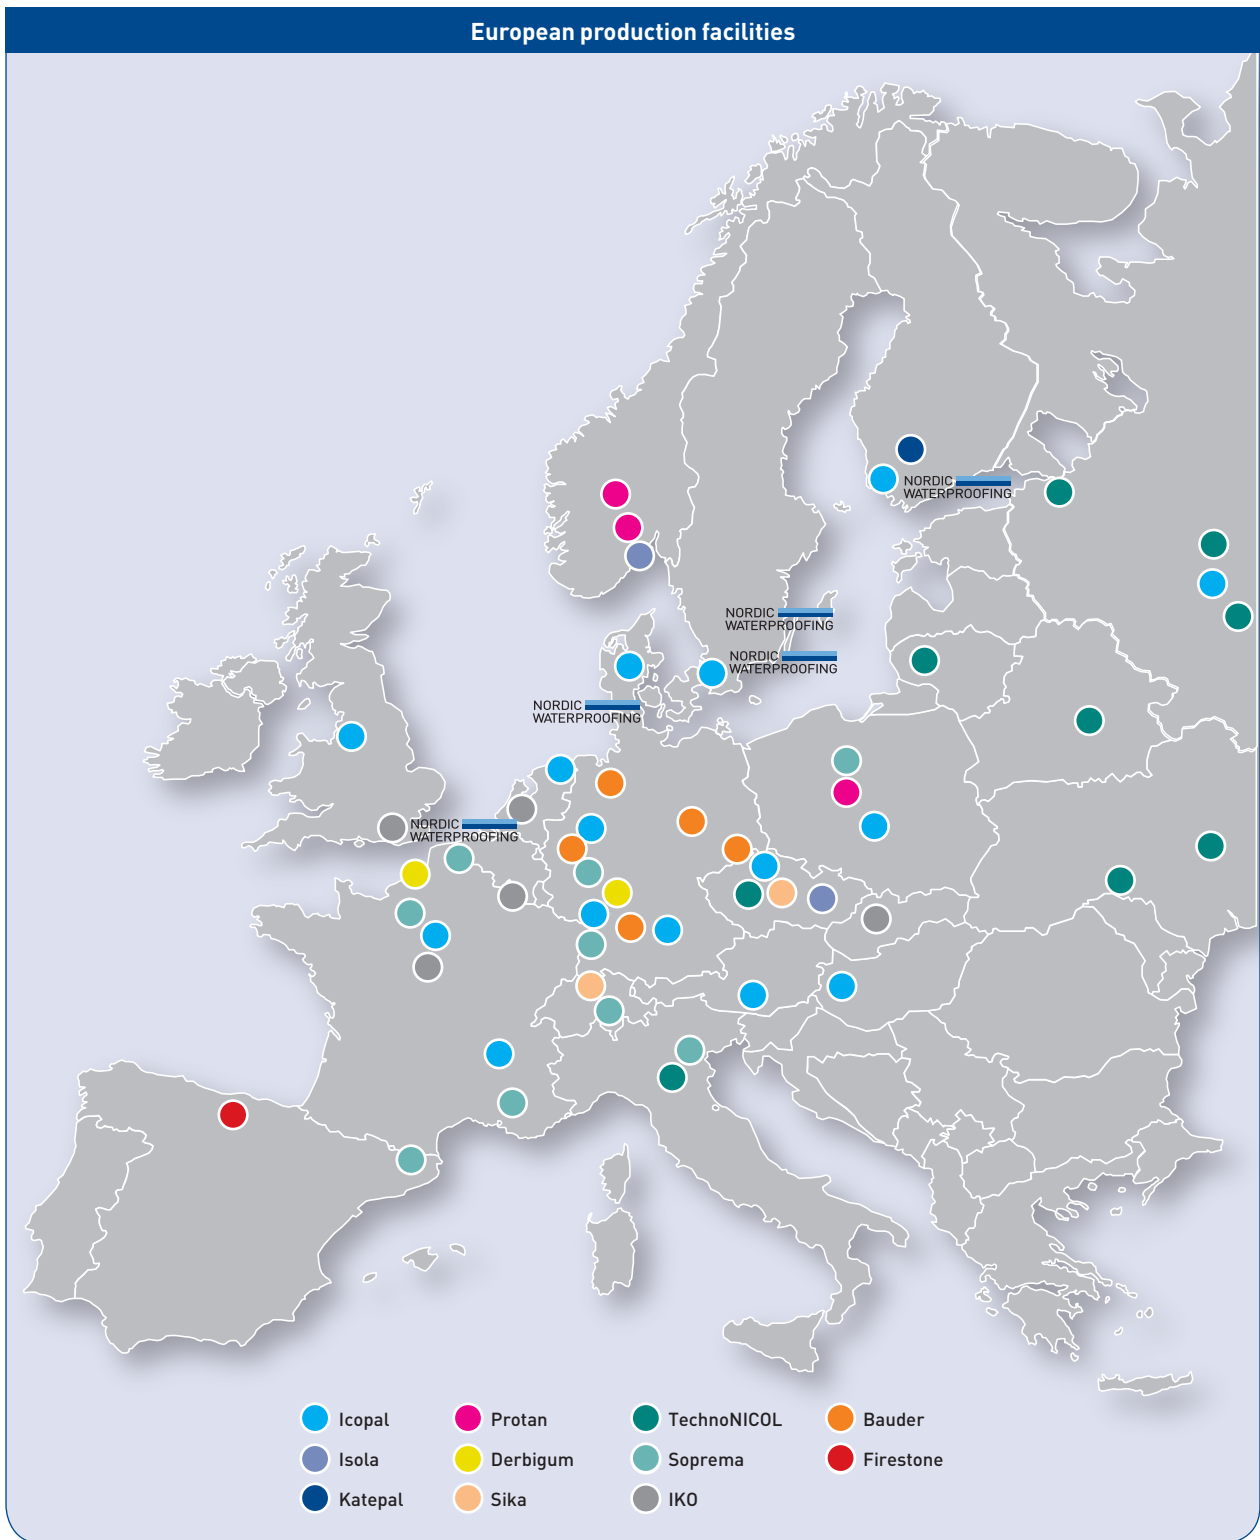 European production facilities
NORDIC
WATERPROOFING
NORDIC
WATERPROOFING
NORDIC
WATERPROOFING
NORDIC
WATERPROOFING
NORDIC
WATERPROOFING
Icopal
Protan
TechnoNICOL
Bauder
Isola
Derbigum
Soprema
Firestone
Katepal
Sika
IKO